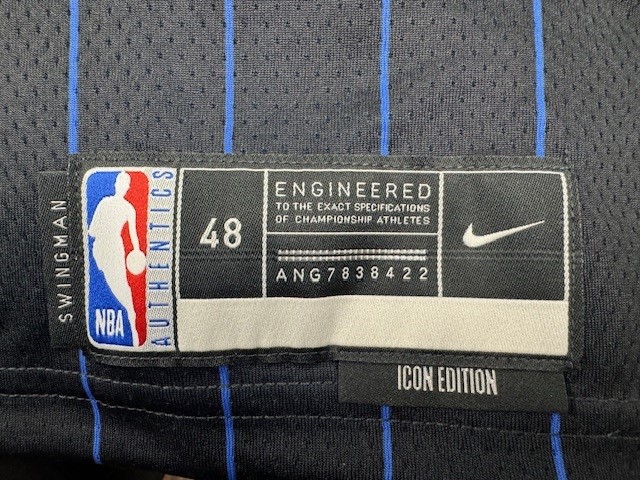 SWINGMAN
NBA
AUTHENTICS
48
ENGINEERED
TO THE EXACT SPECIFICATIONS
OF CHAMPIONSHIP ATHLETES
ANG7838422
ICON EDITION